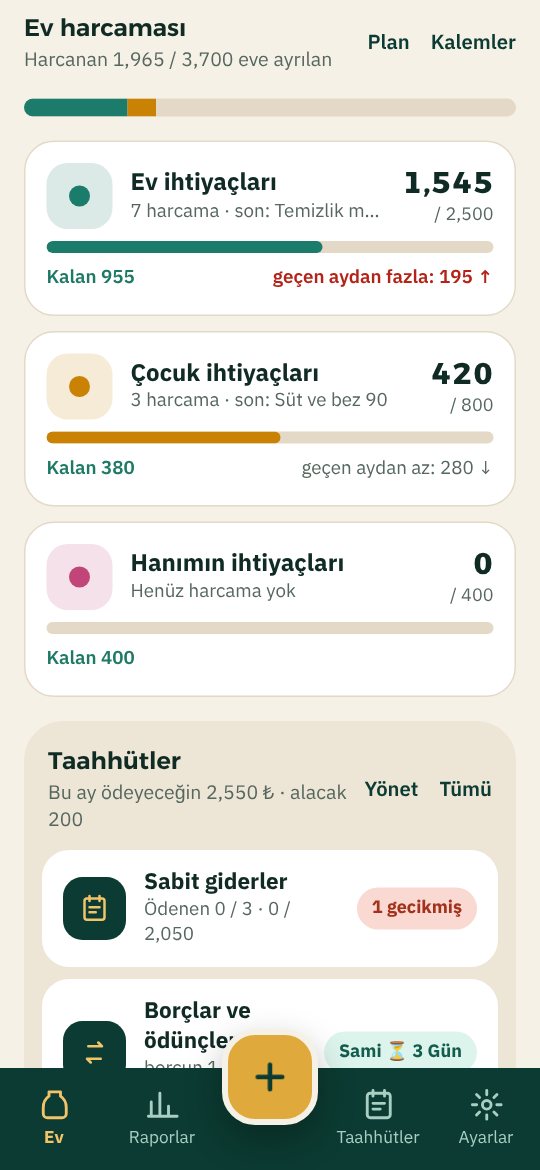 Ev harcaması
Harcanan 1,965 / 3,700 eve ayrılan
Plan
Kalemler
Ev ihtiyaçları
7 harcama · son: Temizlik m...
1,545
/ 2,500
Kalan 955
geçen aydan fazla: 195 ↑
Çocuk ihtiyaçları
3 harcama · son: Süt ve bez 90
420
/ 800
Kalan 380
geçen aydan az: 280 ↓
Hanımın ihtiyaçları
Henüz harcama yok
0
/ 400
Kalan 400
Taahhütler
Bu ay ödeyeceğin 2,550 ₺ · alacak
200
Yönet
Tümü
Sabit giderler
Ödenen 0 / 3 · 0 /
2,050
1 gecikmiş
Borçlar ve
ödünçler
Sami ⏳ 3 Gün
Ev
Raporlar
Taahhütler
Ayarlar